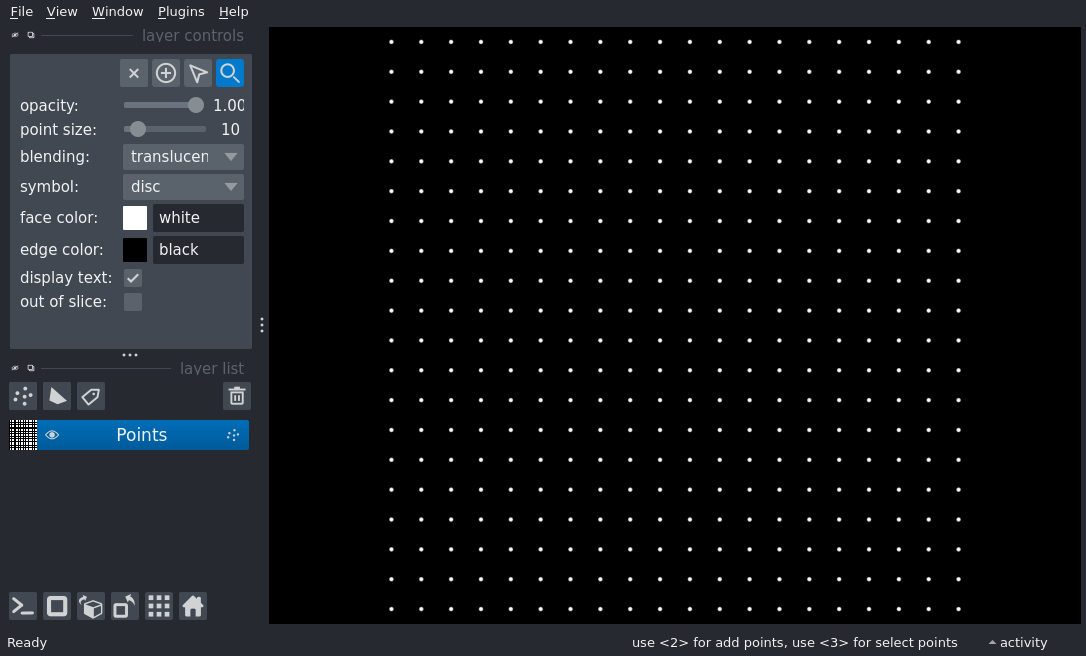 File View Window Plugins Help
layer controls
opacity: 1.00
point size: 10
blending: translucen
symbol: disc
face color: white
edge color: black
display text:
out of slice:
layer list
Points
Ready
use <2> for add points, use <3> for select points
activity